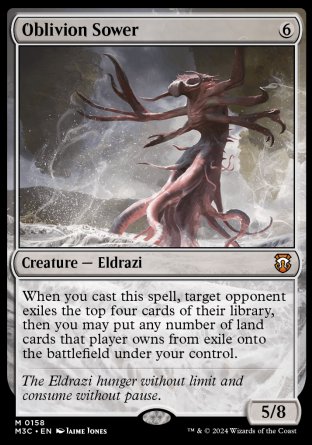 Oblivion Sower 6
Creature — Eldrazi
When you cast this spell, target opponent
exiles the top four cards of their library,
then you may put any number of land
cards that player owns from exile onto
the battlefield under your control.
The Eldrazi hunger without limit and
consume without pause.
5/8
M 0158
M3C • EN Jaime Jones
™ & © 2024 Wizards of the Coast